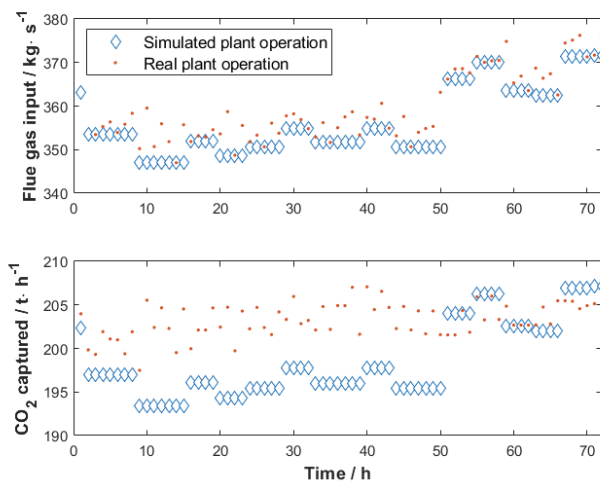 380
370
360
350
340
Flue gas input / kg· s⁻¹
Simulated plant operation
Real plant operation
0 10 20 30 40 50 60 70
210
205
200
195
190
CO₂ captured / t· h⁻¹
0 10 20 30 40 50 60 70
Time / h